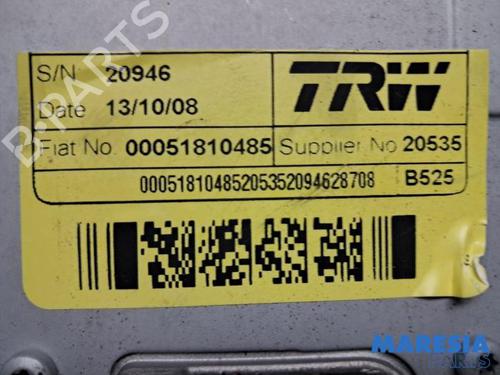 S/N 20946
TRW
Date 13/10/08
Fiat No. 00051810485 Supplier No 20535
00051810485205352094628708 B525
B-PARTS
MARESIA
PARTS